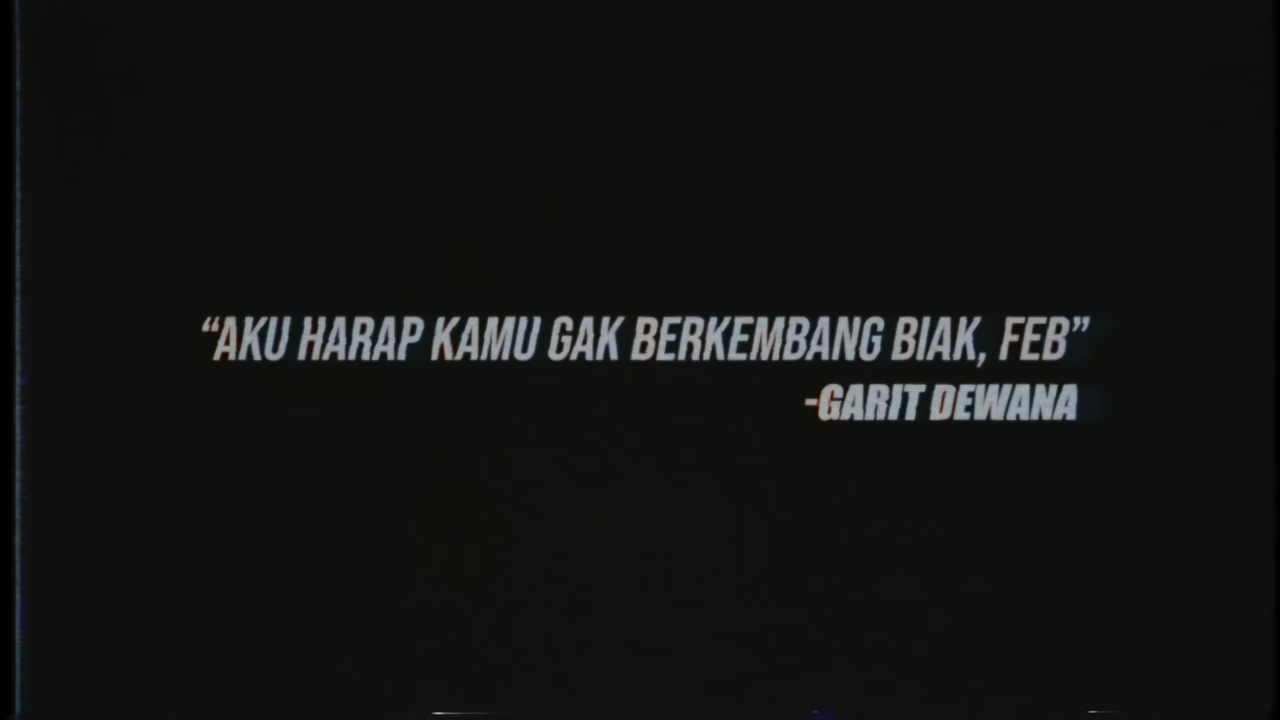 “AKU HARAP KAMU GAK BERKEMBANG BIAK, FEB”
-GARIT DEWANA